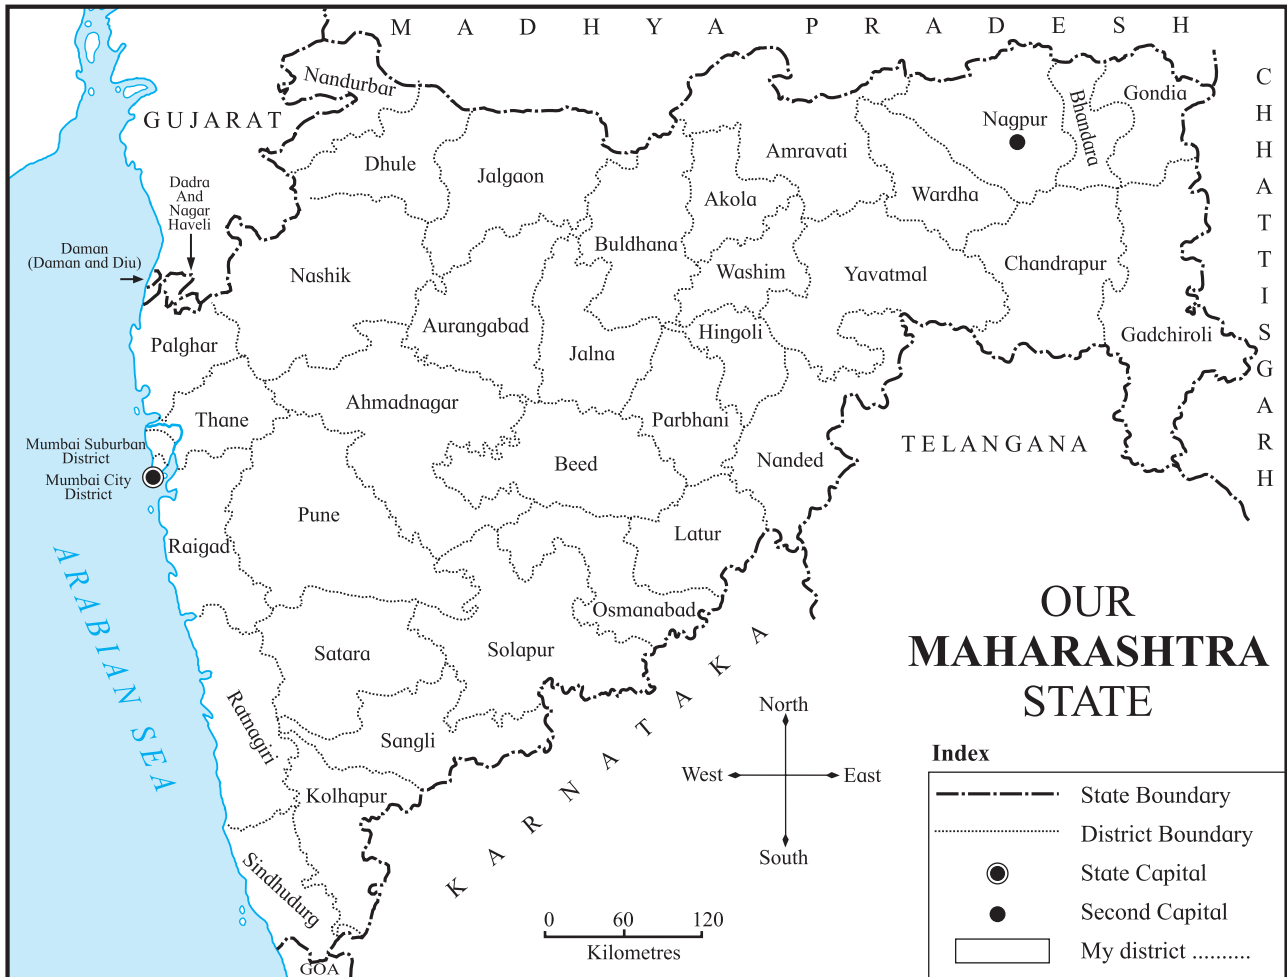 MADHYA PRADESH
CHHATTISGARH
GUJARAT
Nandurbar
Dhule
Jalgaon
Amravati
Nagpur
Bhandara
Gondia
Dadra
And
Nagar
Haveli
Daman
(Daman and Diu)
Nashik
Buldhana
Akola
Washim
Wardha
Yavatmal
Chandrapur
Gadchiroli
Palghar
Aurangabad
Jalna
Hingoli
Thane
Ahmadnagar
Parbhani
Mumbai Suburban
District
Mumbai City
District
Beed
Nanded
TELANGANA
Pune
Raigad
Latur
Osmanabad
ARABIAN SEA
Satara
Solapur
Ratnagiri
Sangli
Kolhapur
Sindhudurg
GOA
KARNATAKA
OUR
MAHARASHTRA
STATE
North
West
East
South
0 60 120
Kilometres
Index
State Boundary
District Boundary
State Capital
Second Capital
My district ..........